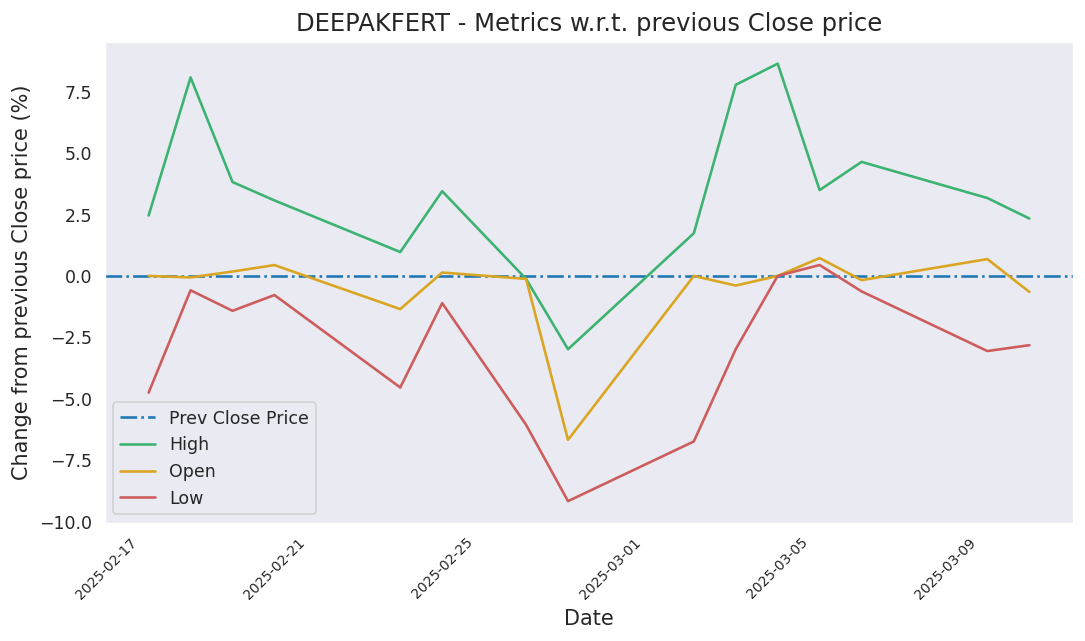 DEEPAKFERT - Metrics w.r.t. previous Close price
Change from previous Close price (%)
7.5
5.0
2.5
0.0
−2.5
−5.0
−7.5
−10.0
Prev Close Price
High
Open
Low
2025-02-17
2025-02-21
2025-02-25
2025-03-01
2025-03-05
2025-03-09
Date